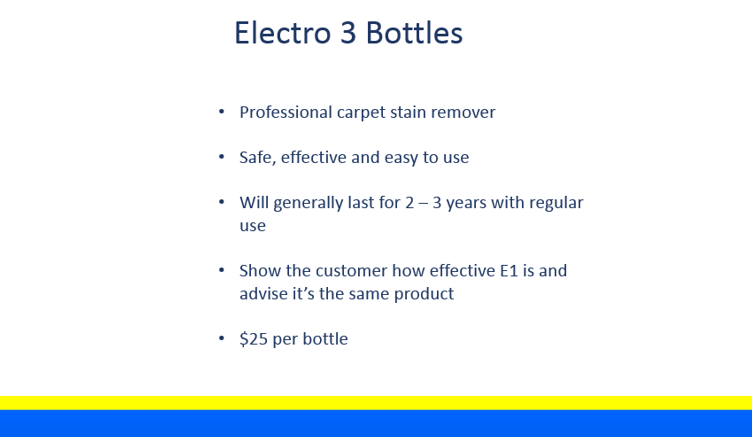 Electro 3 Bottles
• Professional carpet stain remover
• Safe, effective and easy to use
• Will generally last for 2 – 3 years with regular
use
• Show the customer how effective E1 is and
advise it’s the same product
• $25 per bottle